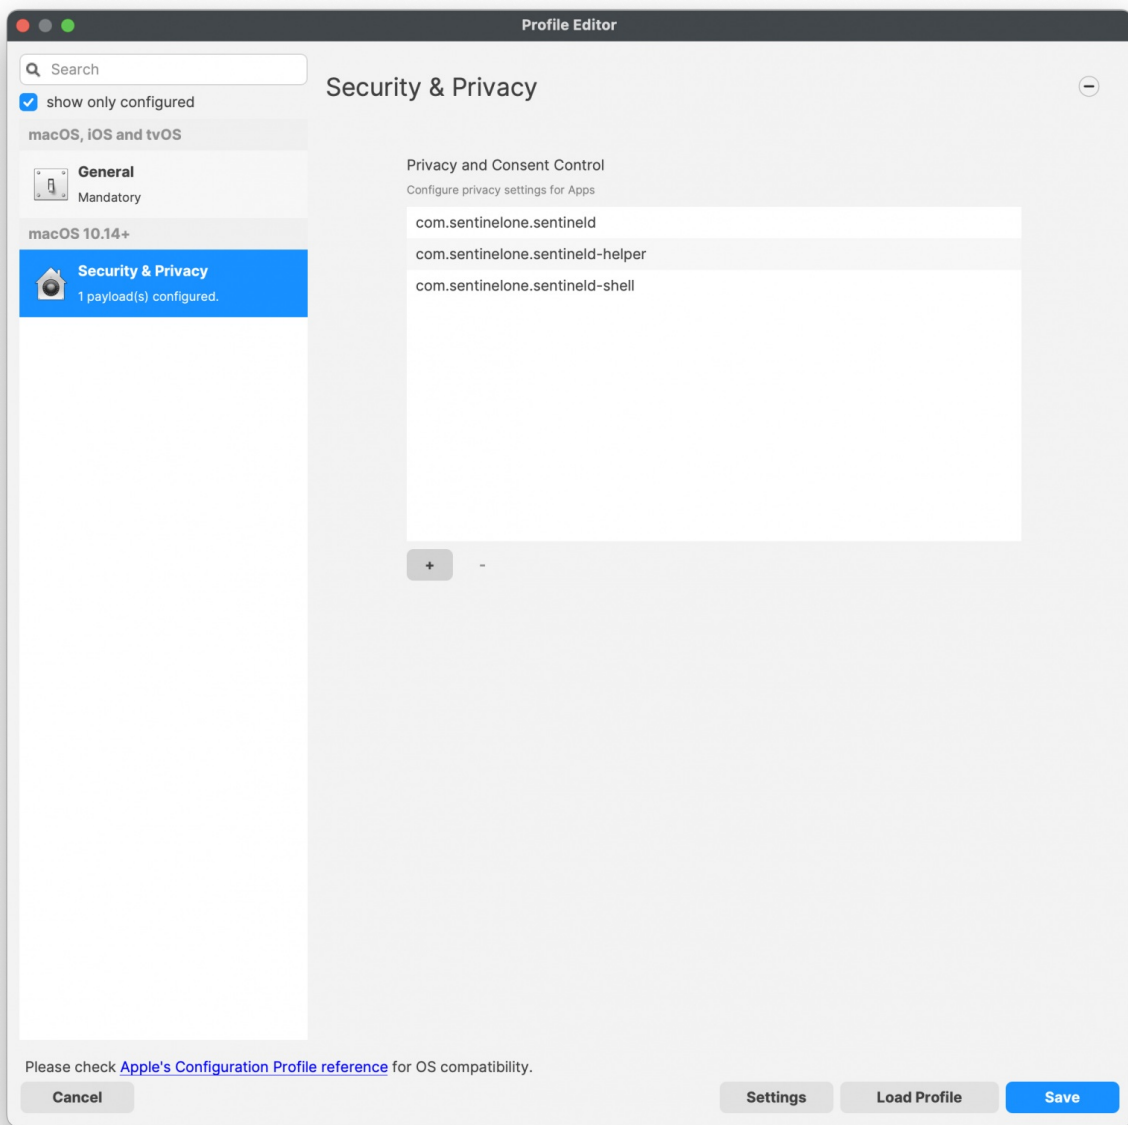 Profile Editor
Search
show only configured
macOS, iOS and tvOS
General
Mandatory
macOS 10.14+
Security & Privacy
1 payload(s) configured.
Security & Privacy
Privacy and Consent Control
Configure privacy settings for Apps
com.sentinelone.sentineld
com.sentinelone.sentineld-helper
com.sentinelone.sentineld-shell
+ -
Please check Apple's Configuration Profile reference for OS compatibility.
Cancel Settings Load Profile Save